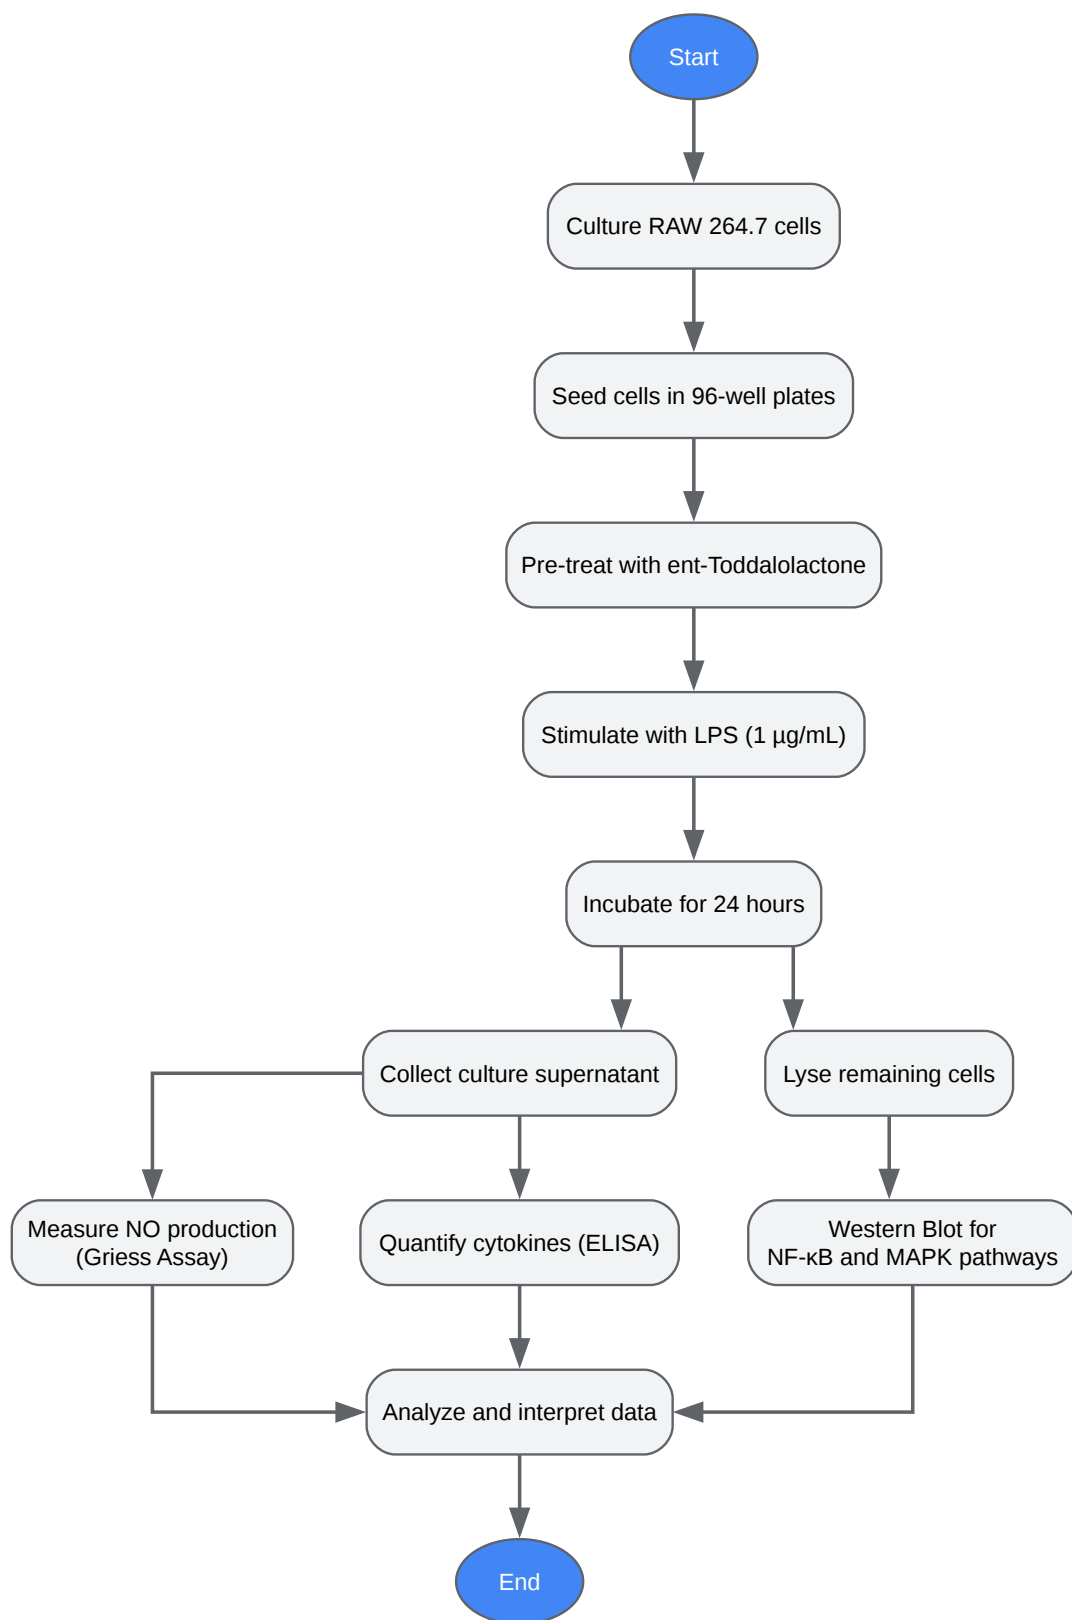 Start
Culture RAW 264.7 cells
Seed cells in 96-well plates
Pre-treat with ent-Toddalolactone
Stimulate with LPS (1 µg/mL)
Incubate for 24 hours
Collect culture supernatant
Lyse remaining cells
Measure NO production
(Griess Assay)
Quantify cytokines (ELISA)
Western Blot for
NF-κB and MAPK pathways
Analyze and interpret data
End